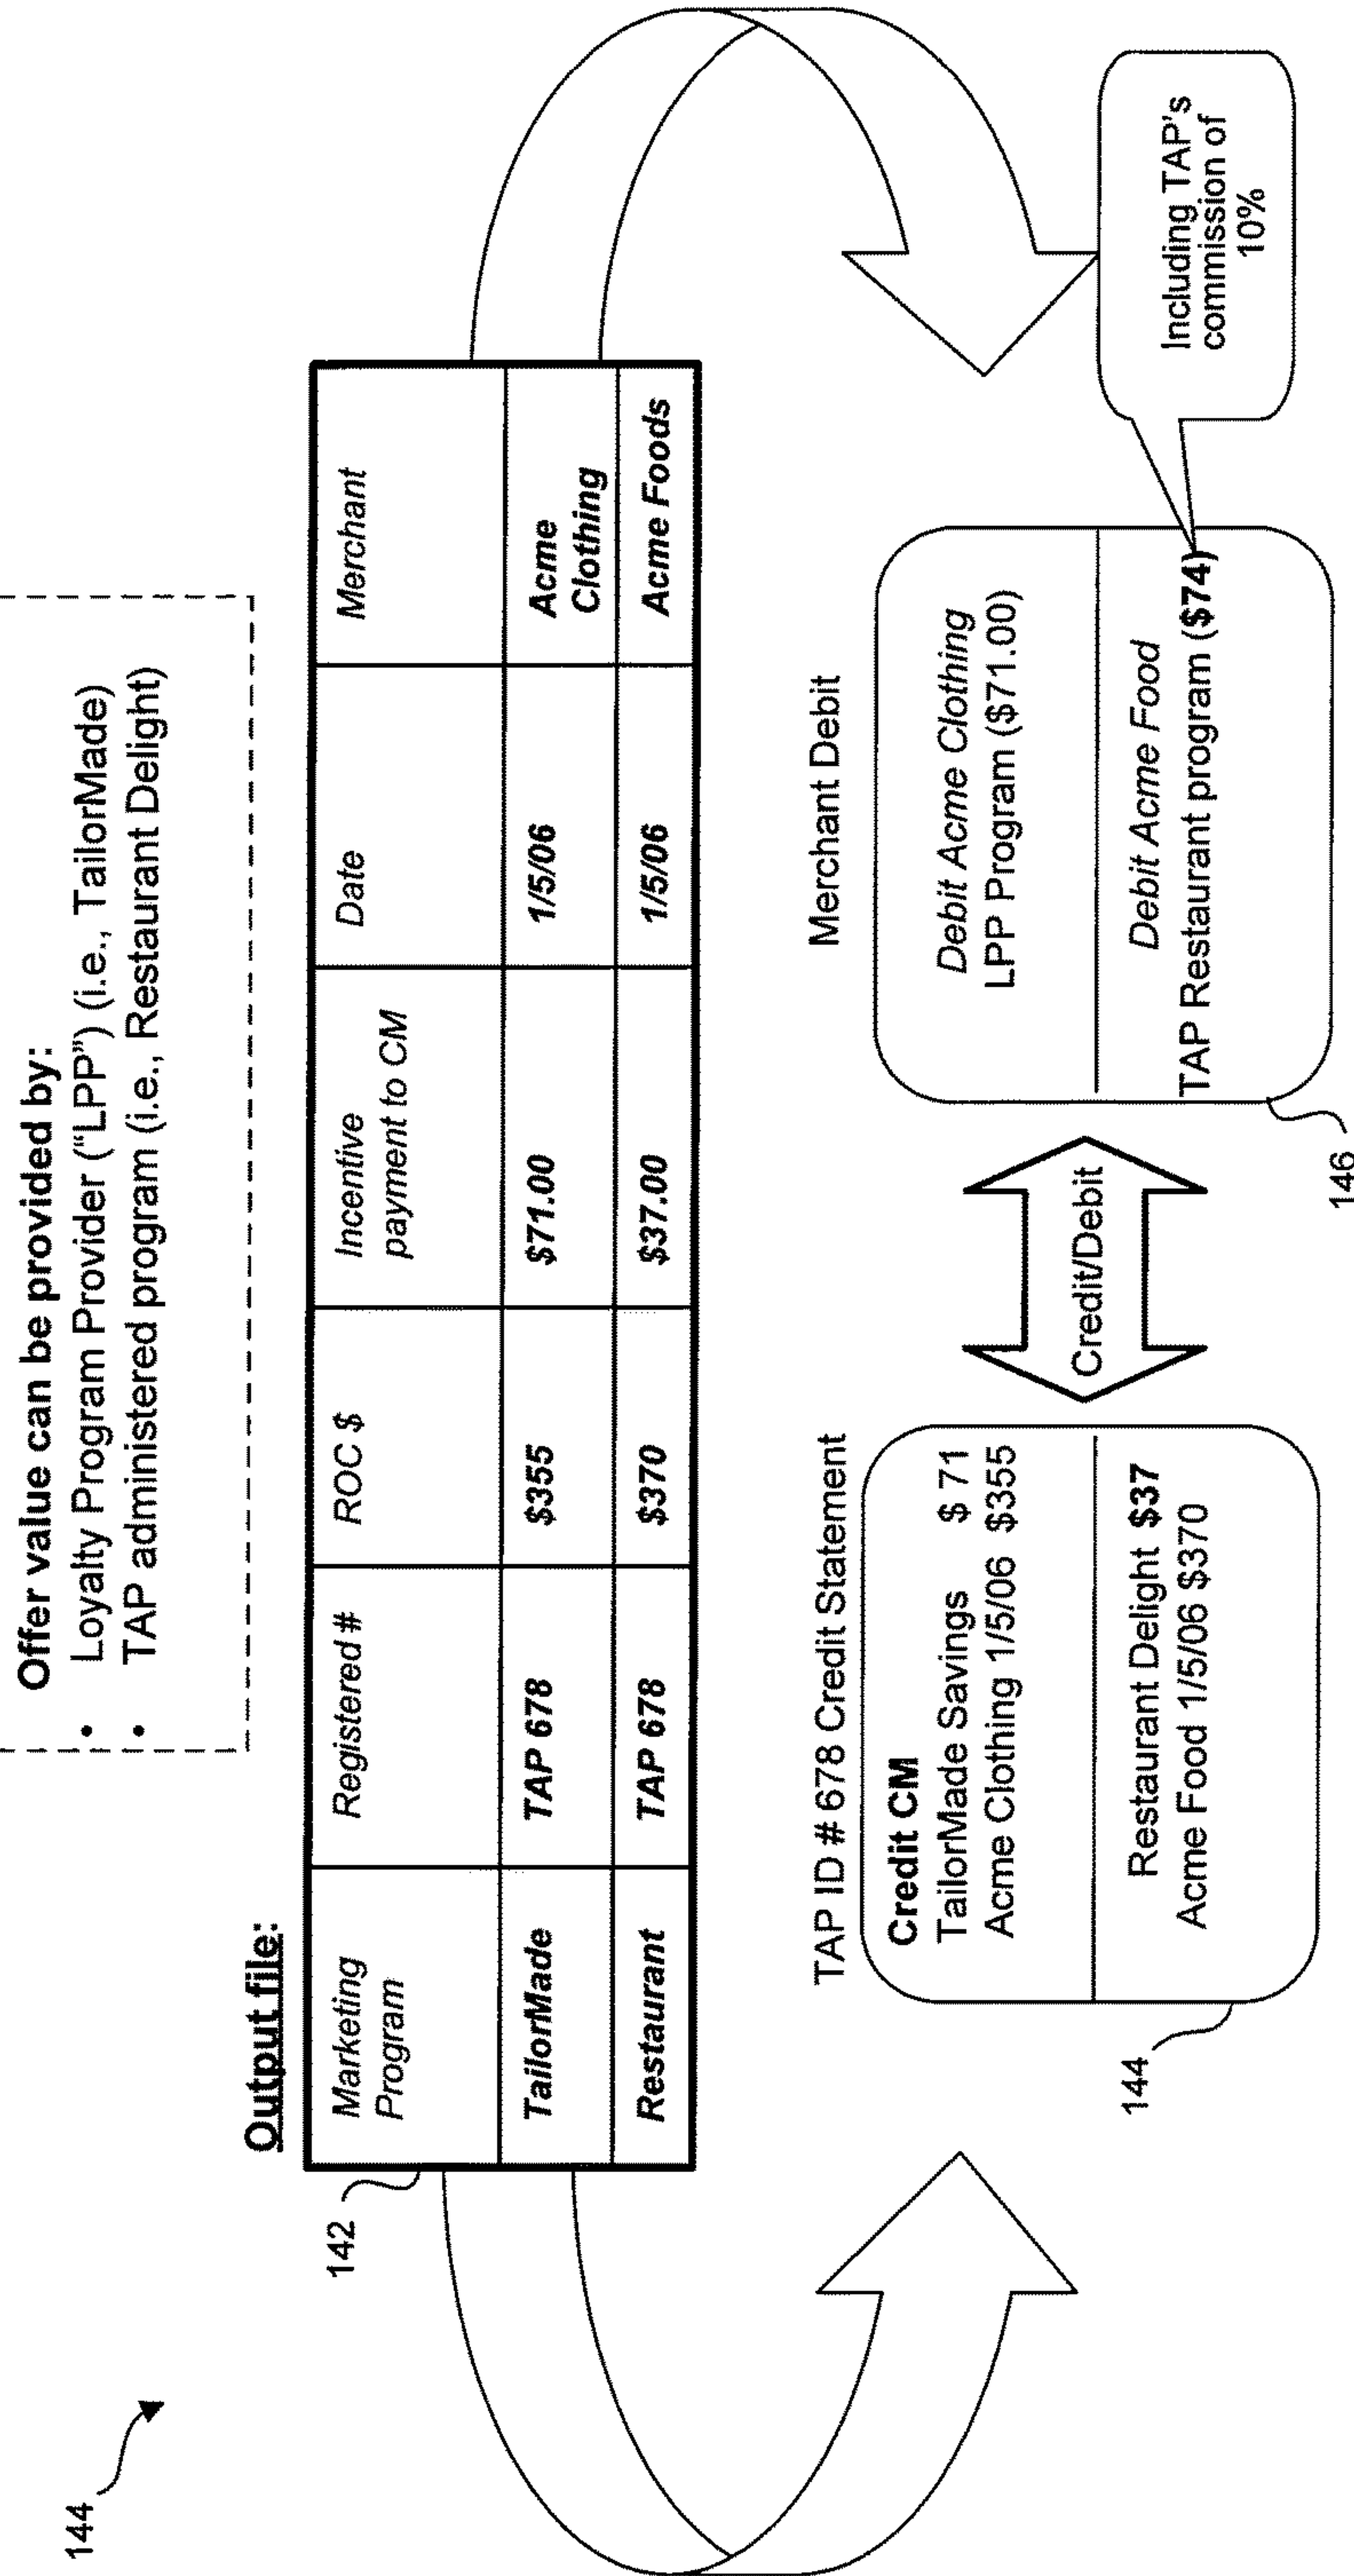 144
Offer value can be provided by:
• Loyalty Program Provider ("LPP") (i.e., TailorMade)
• TAP administered program (i.e., Restaurant Delight)
Output file:
142
Marketing Program
Registered #
ROC $
Incentive payment to CM
Date
Merchant
TailorMade
TAP 678
$355
$71.00
1/5/06
Acme Clothing
Restaurant
TAP 678
$370
$37.00
1/5/06
Acme Foods
TAP ID # 678 Credit Statement
Credit CM
TailorMade Savings $ 71
Acme Clothing 1/5/06 $355
Restaurant Delight $37
Acme Food 1/5/06 $370
144
Credit/Debit
Merchant Debit
Debit Acme Clothing
LPP Program ($71.00)
Debit Acme Food
TAP Restaurant program ($74)
146
Including TAP's
commission of
10%